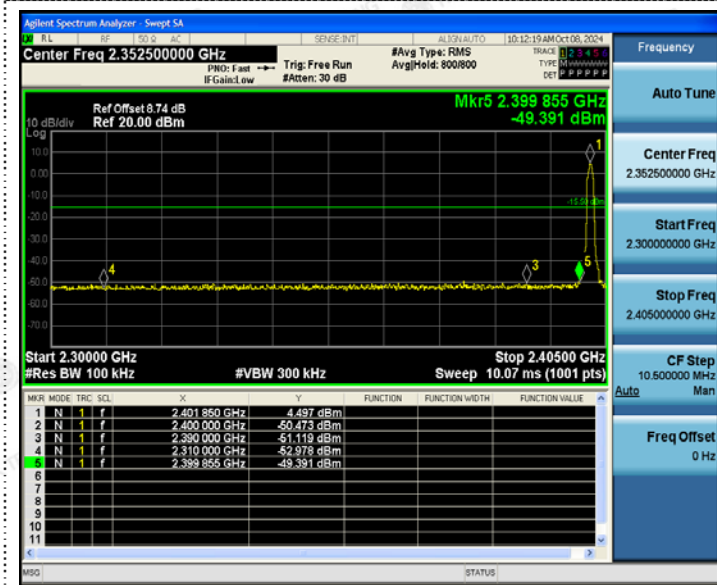 Agilent Spectrum Analyzer - Swept SA
RL RF 50 Ω AC SENSE:INT ALIGNAUTO 10:12:19 AM Oct 08, 2024
Center Freq 2.352500000 GHz
PNO: Fast
IFGain:Low
Trig: Free Run
#Atten: 30 dB
#Avg Type: RMS
Avg|Hold: 800/800
TRACE 1 2 3 4 5 6
TYPE M
DET P P P P P P
Ref Offset 8.74 dB
Ref 20.00 dBm
10 dB/div
Log
Mkr5 2.399 855 GHz
-49.391 dBm
10.0
0.00
-10.0
-20.0
-30.0
-40.0
-50.0
-60.0
-70.0
1
4
3
5
Start 2.30000 GHz
Stop 2.40500 GHz
#Res BW 100 kHz
#VBW 300 kHz
Sweep 10.07 ms (1001 pts)
MKR MODE TRC SCL X Y FUNCTION FUNCTION WIDTH FUNCTION VALUE
1 N 1 f 2.401 850 GHz 4.497 dBm
2 N 1 f 2.400 000 GHz -50.473 dBm
3 N 1 f 2.390 000 GHz -51.119 dBm
4 N 1 f 2.310 000 GHz -52.978 dBm
5 N 1 f 2.399 855 GHz -49.391 dBm
6
7
8
9
10
11
MSG
STATUS
Frequency
Auto Tune
Center Freq
2.352500000 GHz
Start Freq
2.300000000 GHz
Stop Freq
2.405000000 GHz
CF Step
10.500000 MHz
Auto Man
Freq Offset
0 Hz